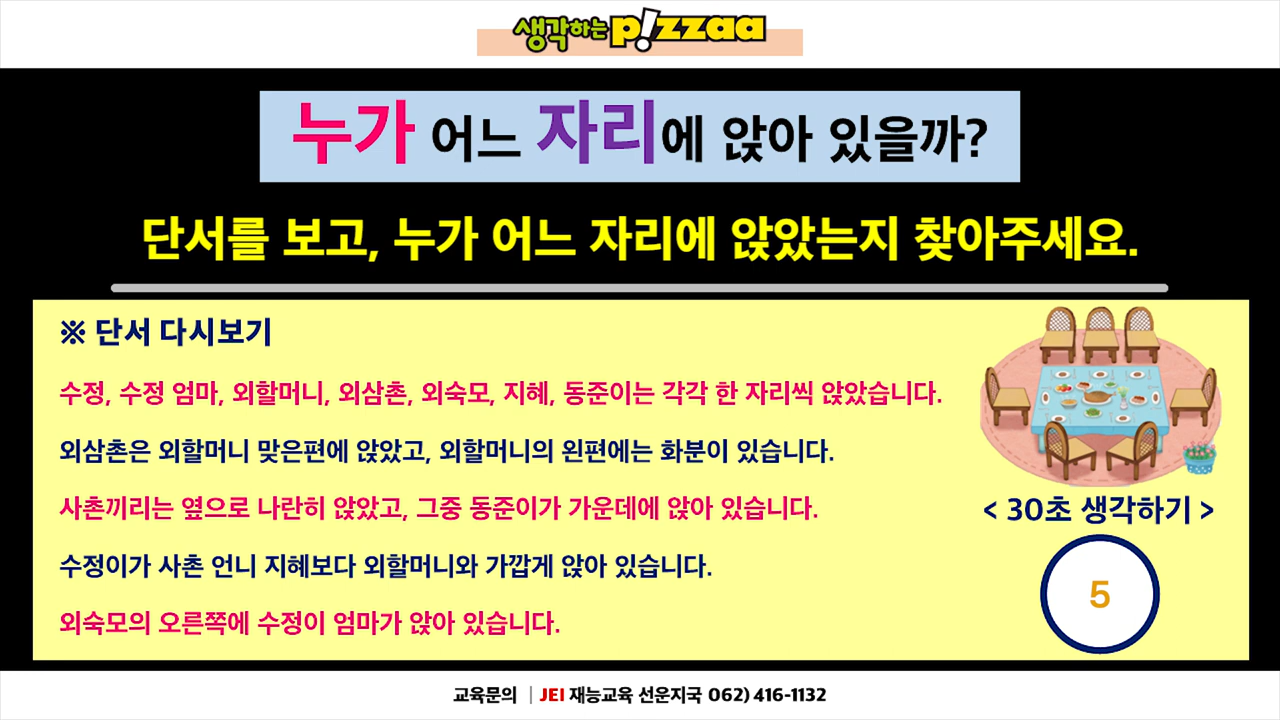 생각하는 p!zzaa
누가 어느 자리에 앉아 있을까?
단서를 보고, 누가 어느 자리에 앉았는지 찾아주세요.
※ 단서 다시보기
수정, 수정 엄마, 외할머니, 외삼촌, 외숙모, 지혜, 동준이는 각각 한 자리씩 앉았습니다.
외삼촌은 외할머니 맞은편에 앉았고, 외할머니의 왼편에는 화분이 있습니다.
사촌끼리는 옆으로 나란히 앉았고, 그중 동준이가 가운데에 앉아 있습니다.
수정이가 사촌 언니 지혜보다 외할머니와 가깝게 앉아 있습니다.
외숙모의 오른쪽에 수정이 엄마가 앉아 있습니다.
< 30초 생각하기 >
5
교육문의 | JEI 재능교육 선운지국 062) 416-1132